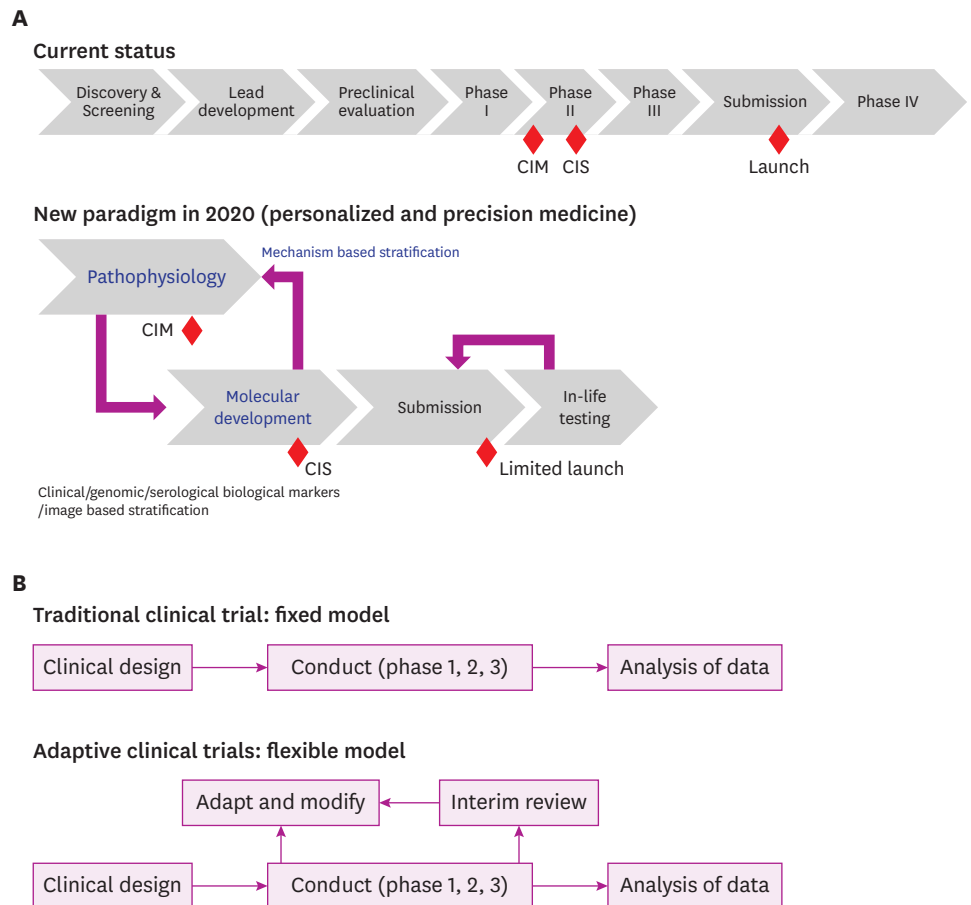 A
Current status
Discovery &
Screening
Lead
development
Preclinical
evaluation
Phase
I
Phase
II
Phase
III
Submission
Phase IV
CIM
CIS
Launch
New paradigm in 2020 (personalized and precision medicine)
Pathophysiology
Mechanism based stratification
CIM
Molecular
development
Submission
In-life
testing
CIS
Limited launch
Clinical/genomic/serological biological markers
/image based stratification
B
Traditional clinical trial: fixed model
Clinical design
Conduct (phase 1, 2, 3)
Analysis of data
Adaptive clinical trials: flexible model
Adapt and modify
Interim review
Clinical design
Conduct (phase 1, 2, 3)
Analysis of data